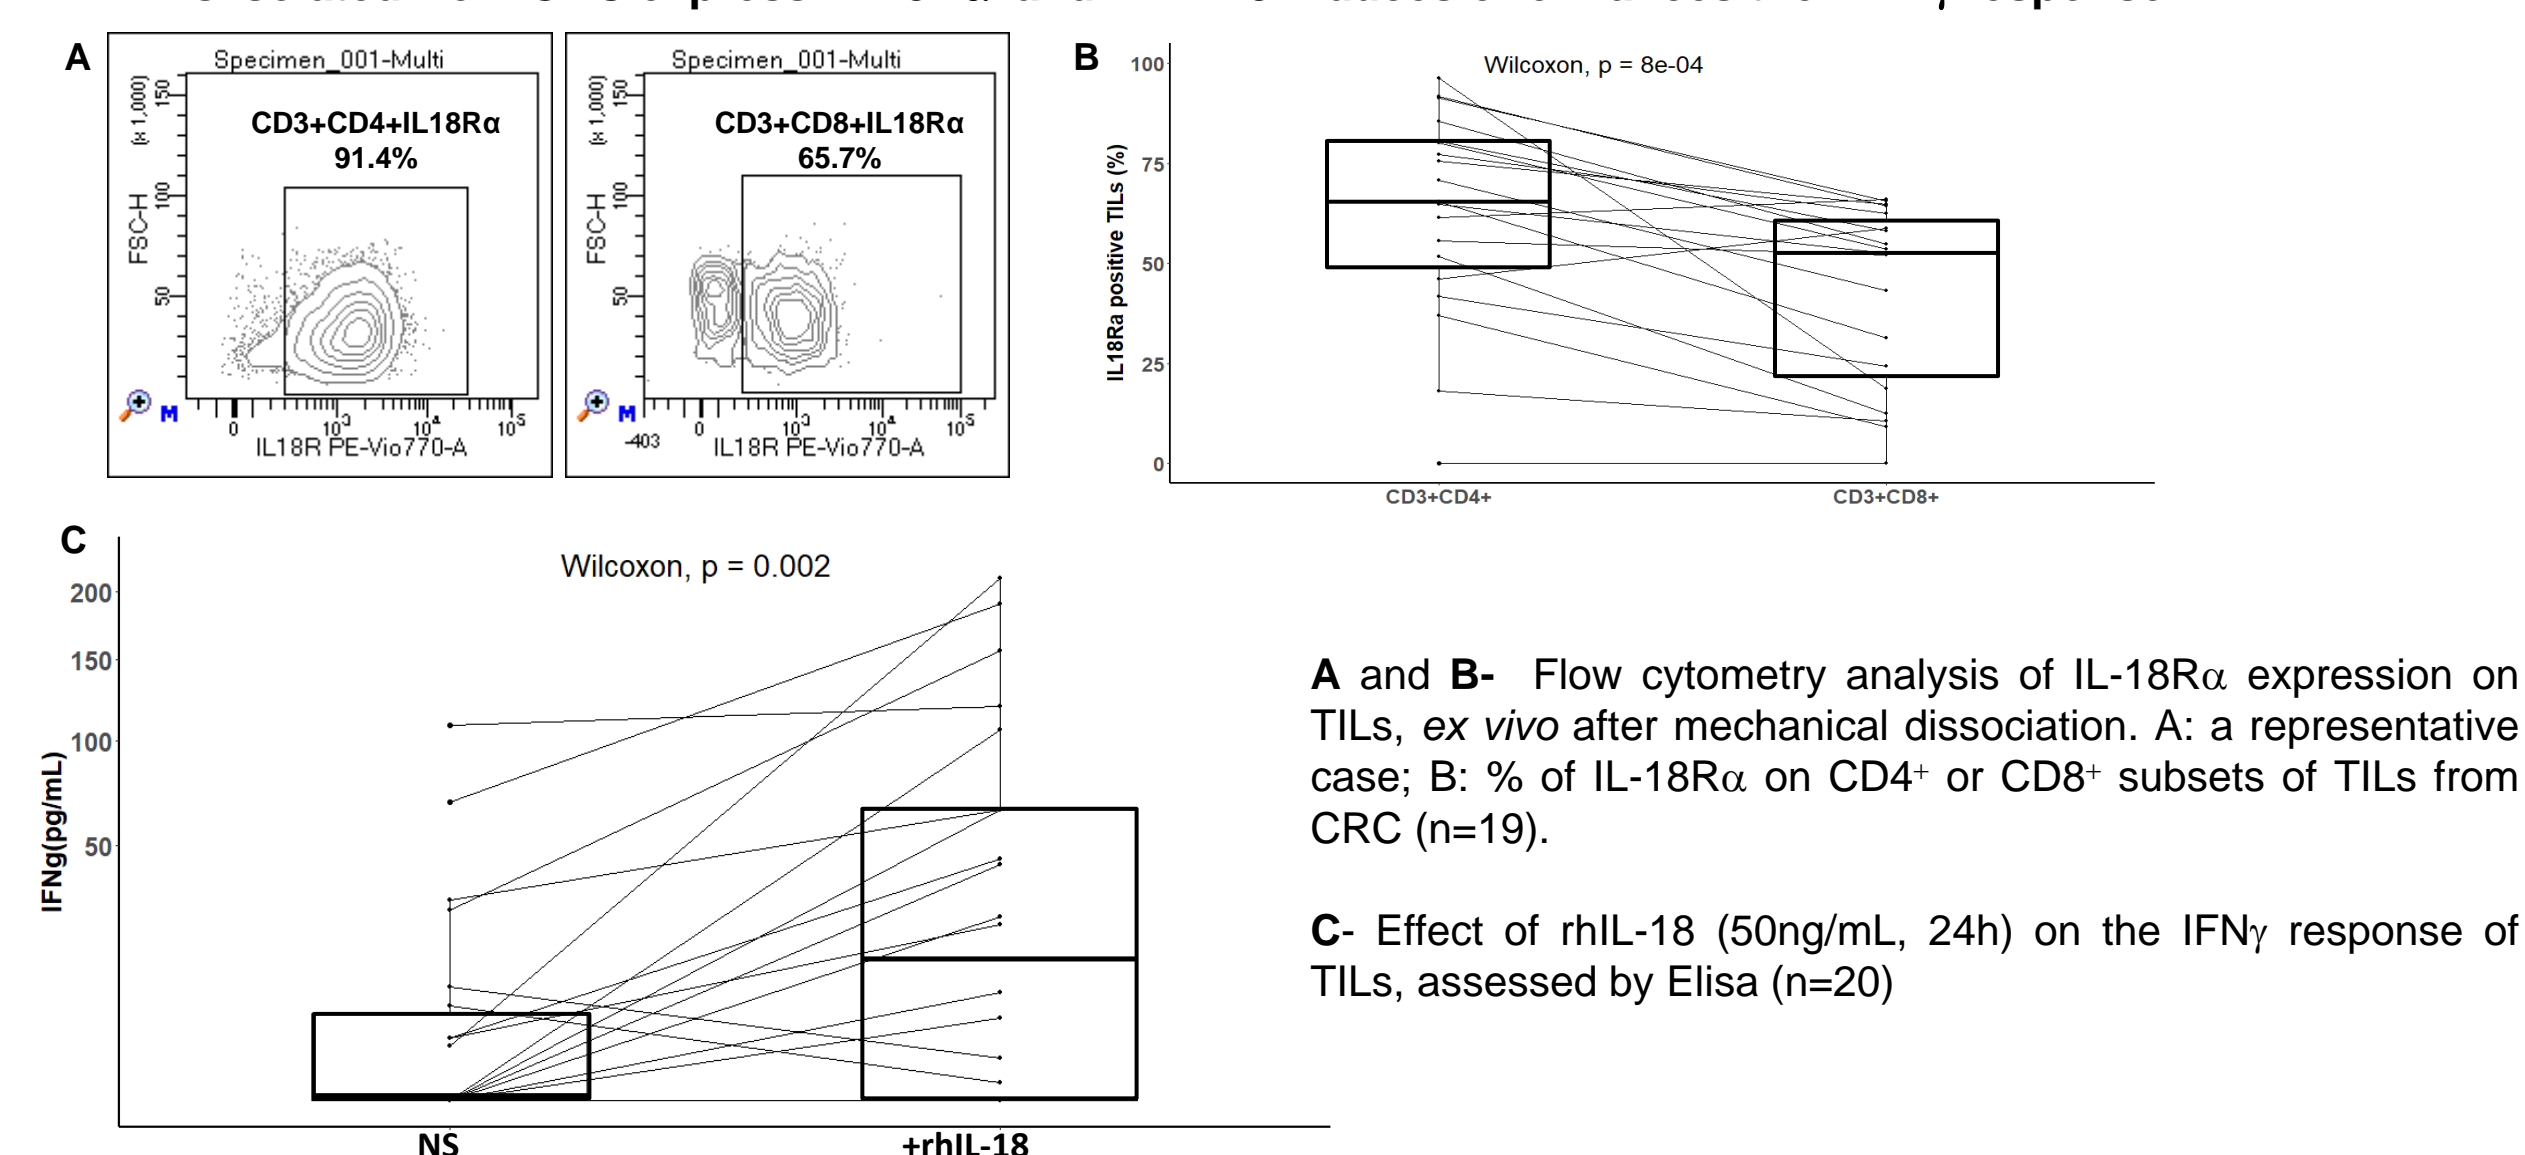 A
Specimen_001-Multi
(x 1,000)
150
100
50
FSC-H
CD3+CD4+IL18Rα
91.4%
M
0 10³ 10⁴ 10⁵
IL18R PE-Vio770-A
Specimen_001-Multi
(x 1,000)
150
100
50
FSC-H
CD3+CD8+IL18Rα
65.7%
M
-403 0 10³ 10⁴ 10⁵
IL18R PE-Vio770-A
B
Wilcoxon, p = 8e-04
IL18Ra positive TILs (%)
100
75
50
25
0
CD3+CD4+ CD3+CD8+
C
Wilcoxon, p = 0.002
IFNg(pg/mL)
200
150
100
50
NS +rhIL-18
A and B- Flow cytometry analysis of IL-18Rα expression on
TILs, ex vivo after mechanical dissociation. A: a representative
case; B: % of IL-18Rα on CD4⁺ or CD8⁺ subsets of TILs from
CRC (n=19).
C- Effect of rhIL-18 (50ng/mL, 24h) on the IFNγ response of
TILs, assessed by Elisa (n=20)